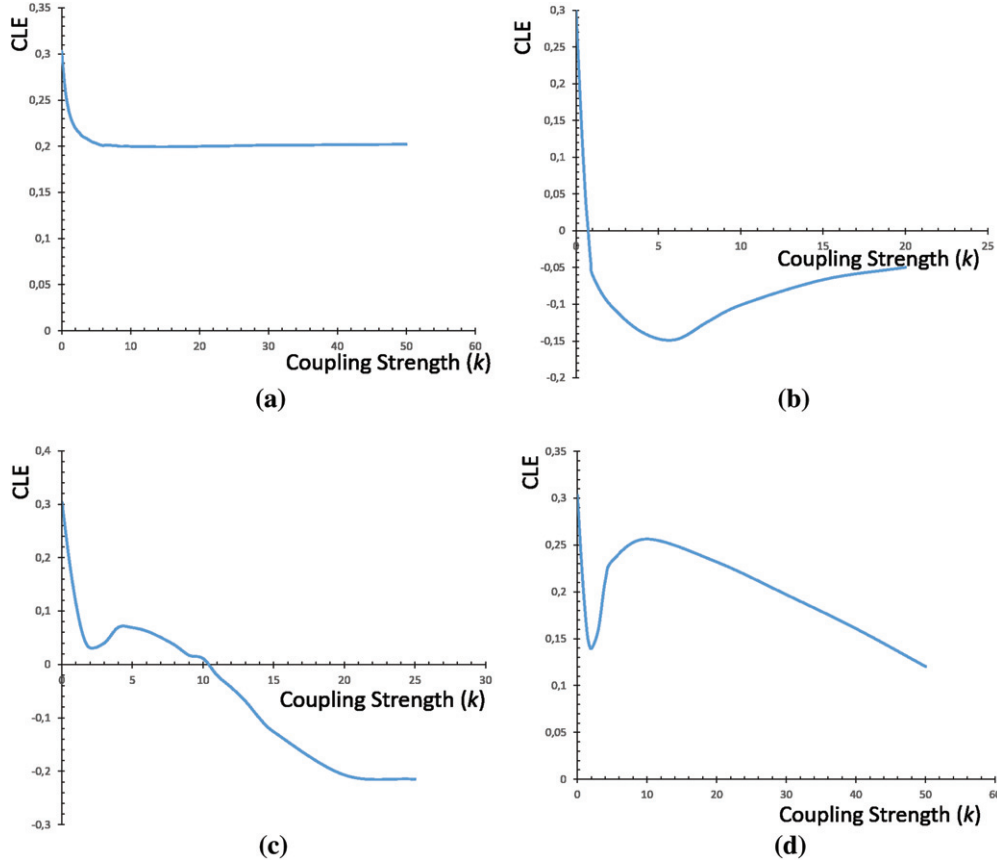 0,35
CLE
0,3
0,25
0,2
0,15
0,1
0,05
0
0 10 20 30 40 50 60
Coupling Strength (k)
(a)
0,3
CLE
0,25
0,2
0,15
0,1
0,05
0
0 5 10 15 20 25
Coupling Strength (k)
-0,05
-0,1
-0,15
-0,2
(b)
0,4
CLE
0,3
0,2
0,1
0
0 5 10 15 20 25 30
Coupling Strength (k)
-0,1
-0,2
-0,3
(c)
0,35
CLE
0,3
0,25
0,2
0,15
0,1
0,05
0
0 10 20 30 40 50 60
Coupling Strength (k)
(d)